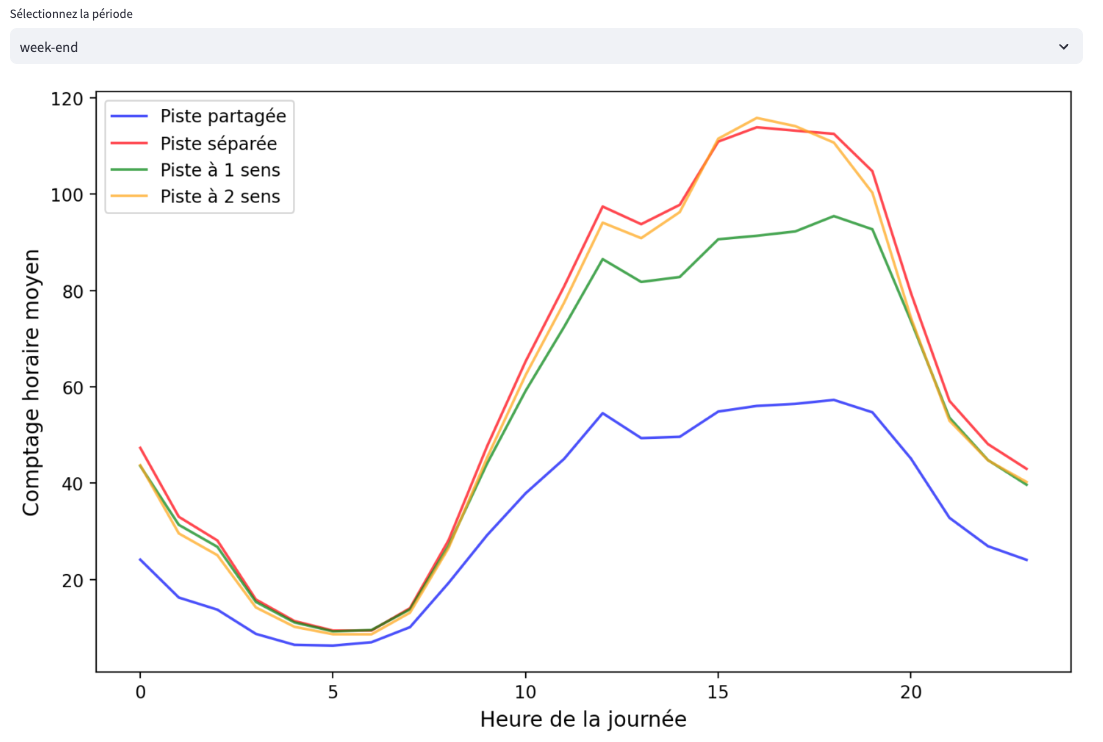 Sélectionnez la période
week-end
120
100
80
60
40
20
Comptage horaire moyen
Piste partagée
Piste séparée
Piste à 1 sens
Piste à 2 sens
0 5 10 15 20
Heure de la journée